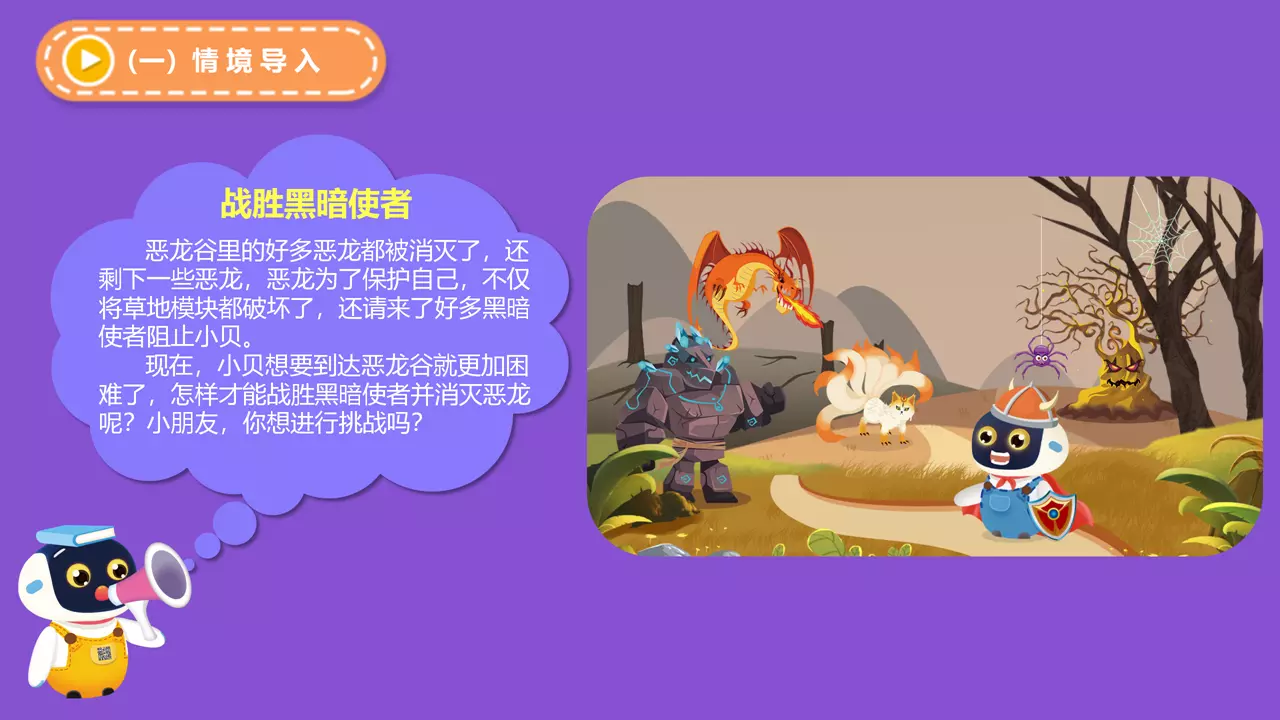 (一) 情境导入
战胜黑暗使者
恶龙谷里的好多恶龙都被消灭了，还
剩下一些恶龙，恶龙为了保护自己，不仅
将草地模块都破坏了，还请来了好多黑暗
使者阻止小贝。
现在，小贝想要到达恶龙谷就更加困
难了，怎样才能战胜黑暗使者并消灭恶龙
呢？小朋友，你想进行挑战吗？